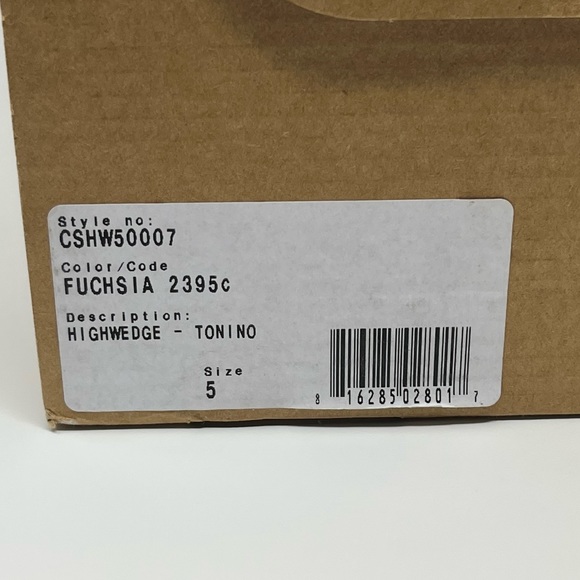 Style no:
CSHW50007
Color/Code
FUCHSIA 2395c
Description:
HIGHWEDGE - TONINO
Size
5
8 16285 02801 7